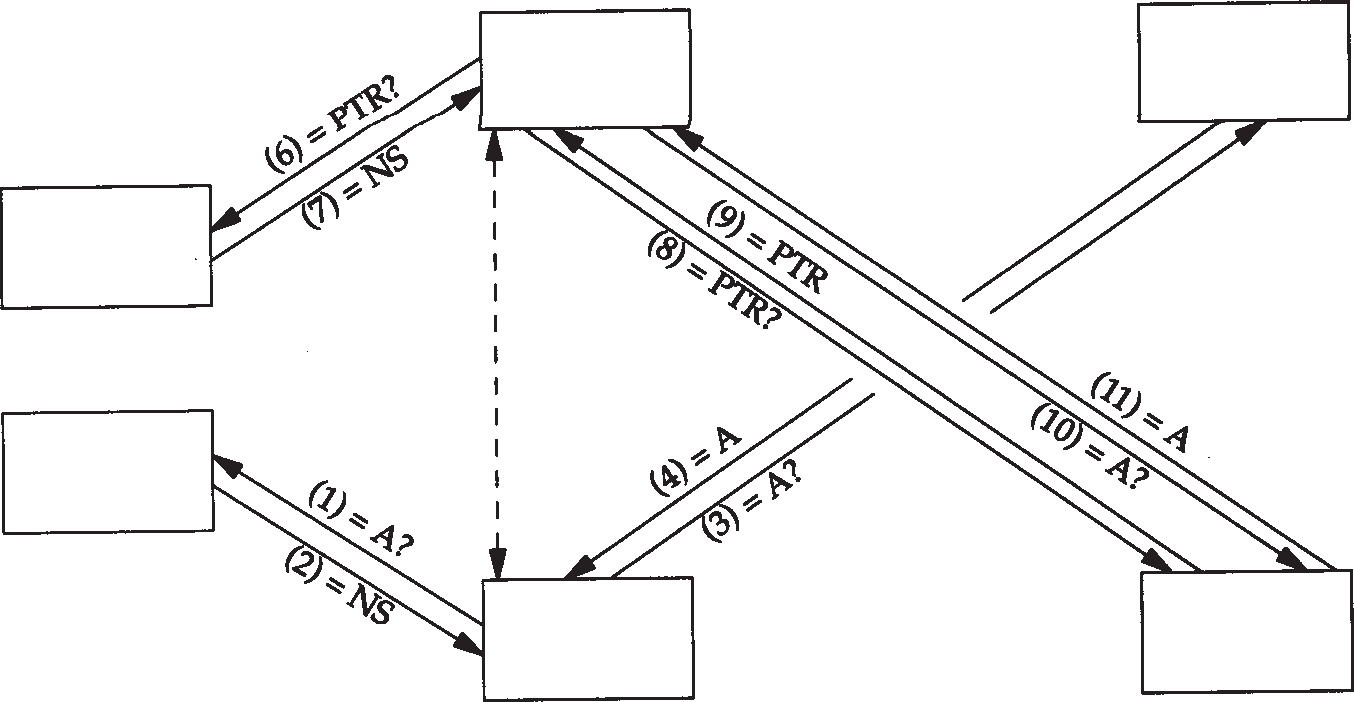 (6) = PTR?
(7) = NS
(9) = PTR
(8) = PTR?
(11) = A
(10) = A?
(4) = A
(3) = A?
(1) = A?
(2) = NS